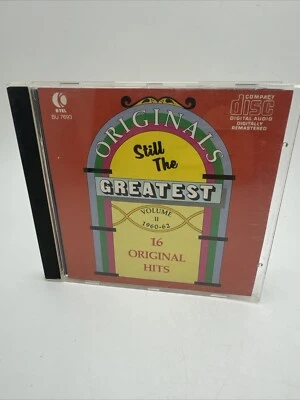 K-TEL
BU 7693
COMPACT
disc
DIGITAL AUDIO
DIGITALLY
REMASTERED
ORIGINALS
Still The
GREATEST
VOLUME
II
1960-62
16
ORIGINAL
HITS